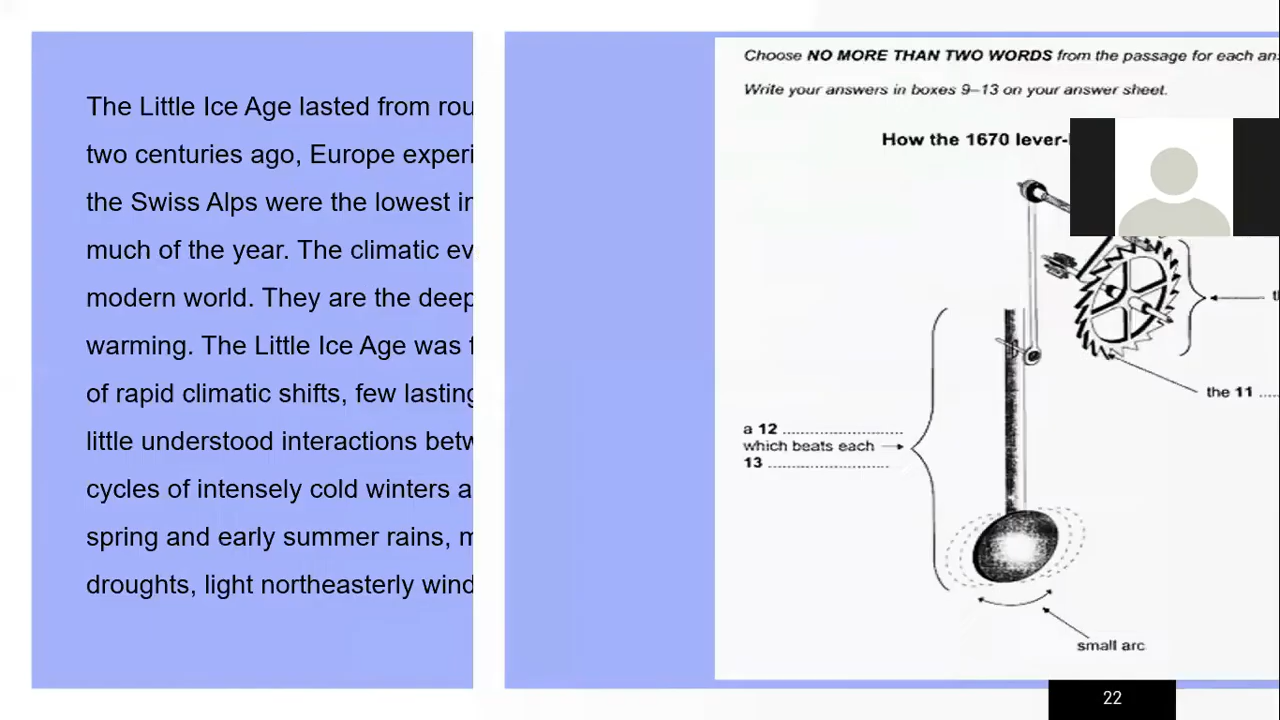 The Little Ice Age lasted from rou
two centuries ago, Europe experi
the Swiss Alps were the lowest in
much of the year. The climatic ev
modern world. They are the deep
warming. The Little Ice Age was f
of rapid climatic shifts, few lasting
little understood interactions betw
cycles of intensely cold winters a
spring and early summer rains, m
droughts, light northeasterly wind
Choose NO MORE THAN TWO WORDS from the passage for each an
Write your answers in boxes 9–13 on your answer sheet.
How the 1670 lever-
the 11 ....
a 12 ..............................
which beats each
13 ..............................
small arc
22